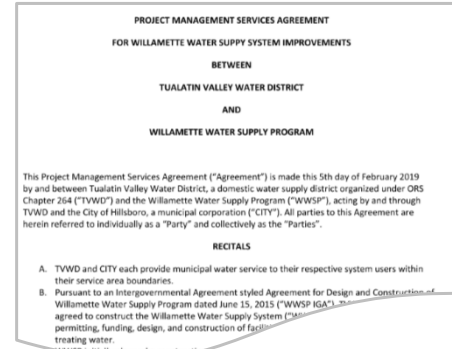 PROJECT MANAGEMENT SERVICES AGREEMENT
FOR WILLAMETTE WATER SUPPY SYSTEM IMPROVEMENTS
BETWEEN
TUALATIN VALLEY WATER DISTRICT
AND
WILLAMETTE WATER SUPPLY PROGRAM
This Project Management Services Agreement ("Agreement") is made this 5th day of February 2019
by and between Tualatin Valley Water District, a domestic water supply district organized under ORS
Chapter 264 ("TVWD") and the Willamette Water Supply Program ("WWSP"), acting by and through
TVWD and the City of Hillsboro, a municipal corporation ("CITY"). All parties to this Agreement are
herein referred to individually as a "Party" and collectively as the "Parties".
RECITALS
A. TVWD and CITY each provide municipal water service to their respective system users within
their service area boundaries.
B. Pursuant to an Intergovernmental Agreement styled Agreement for Design and Construction of
Willamette Water Supply Program dated June 15, 2015 ("WWSP IGA"),
agreed to construct the Willamette Water Supply System
permitting, funding, design, and construction of
treating water.